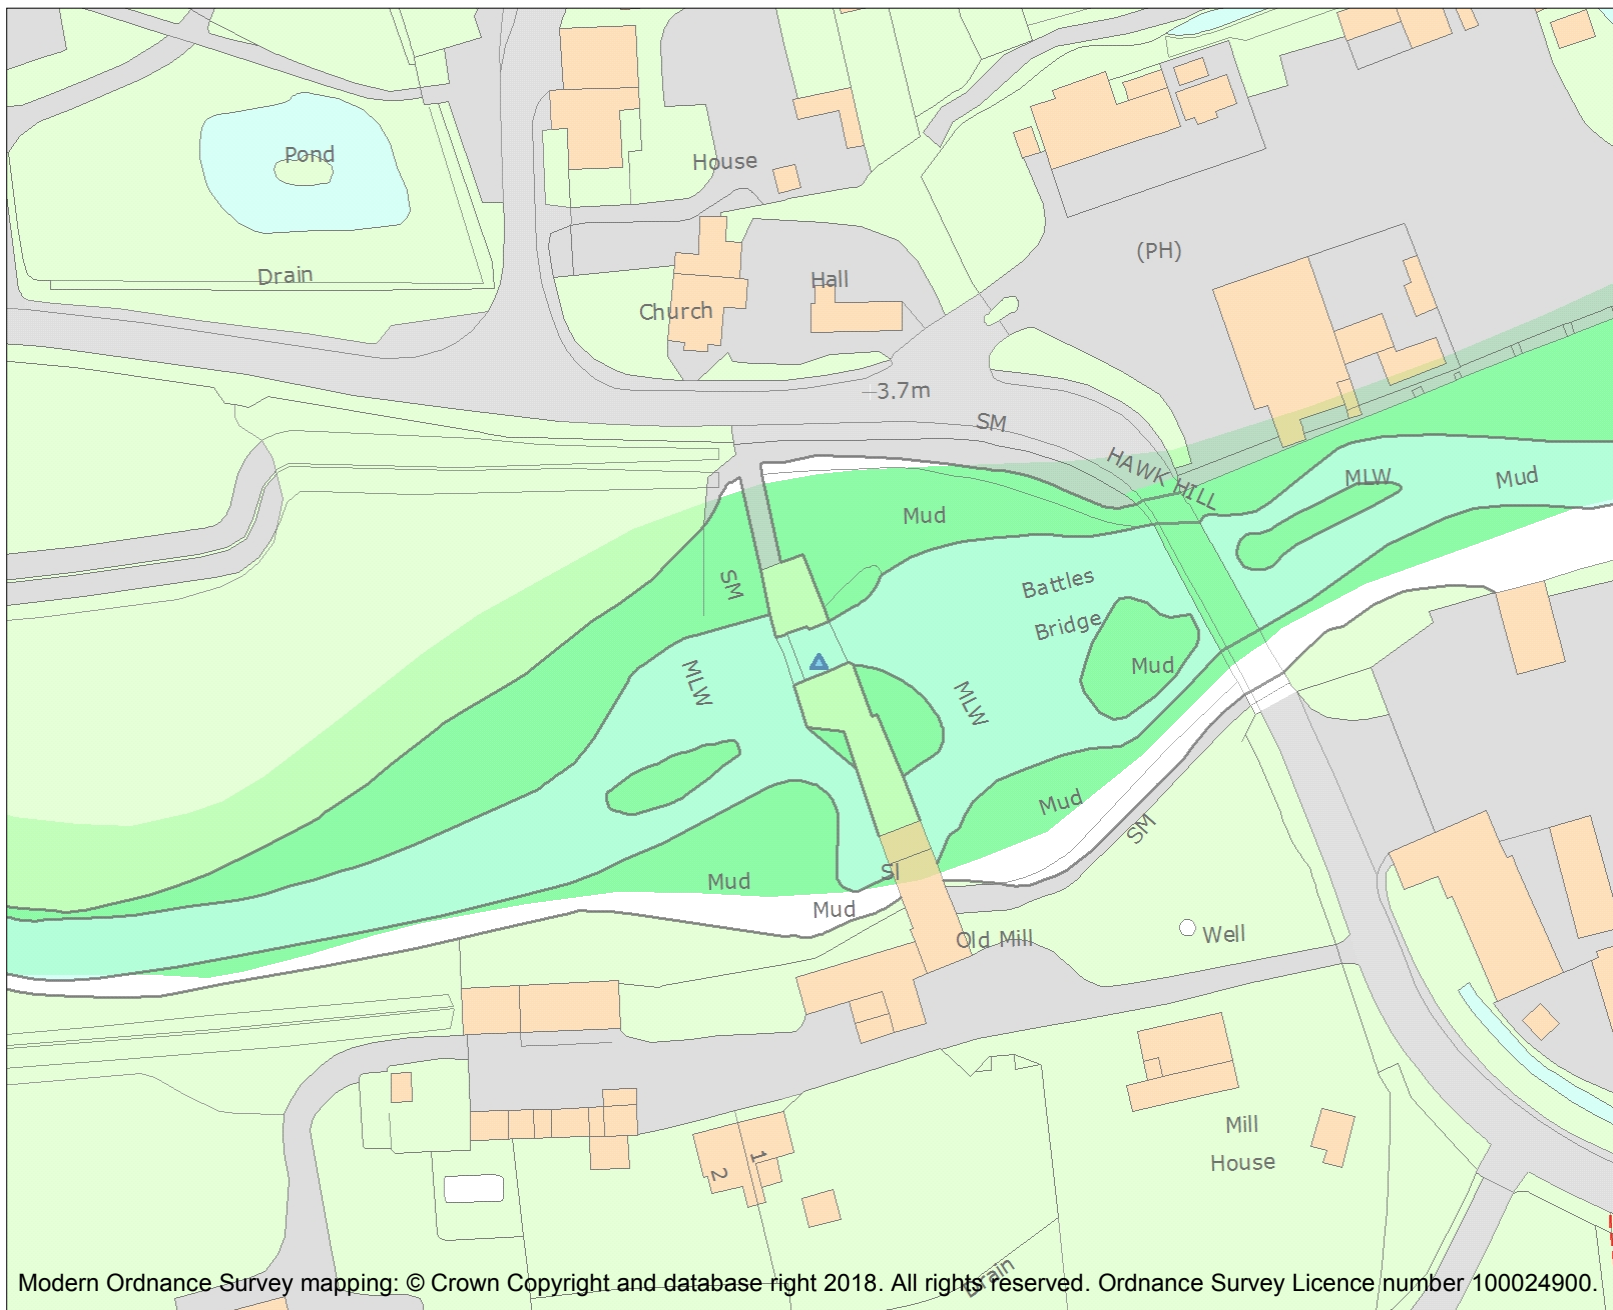 Pond
House
(PH)
Drain
Hall
Church
3.7m
SM
HAWK HILL
MLW
Mud
Mud
Battles
Bridge
SM
Mud
MLW
MLW
Mud
SM
Sl
Mud
Mud
Old Mill
Well
Mill
House
1
2
Drain
Modern Ordnance Survey mapping: © Crown Copyright and database right 2018. All rights reserved. Ordnance Survey Licence number 100024900.